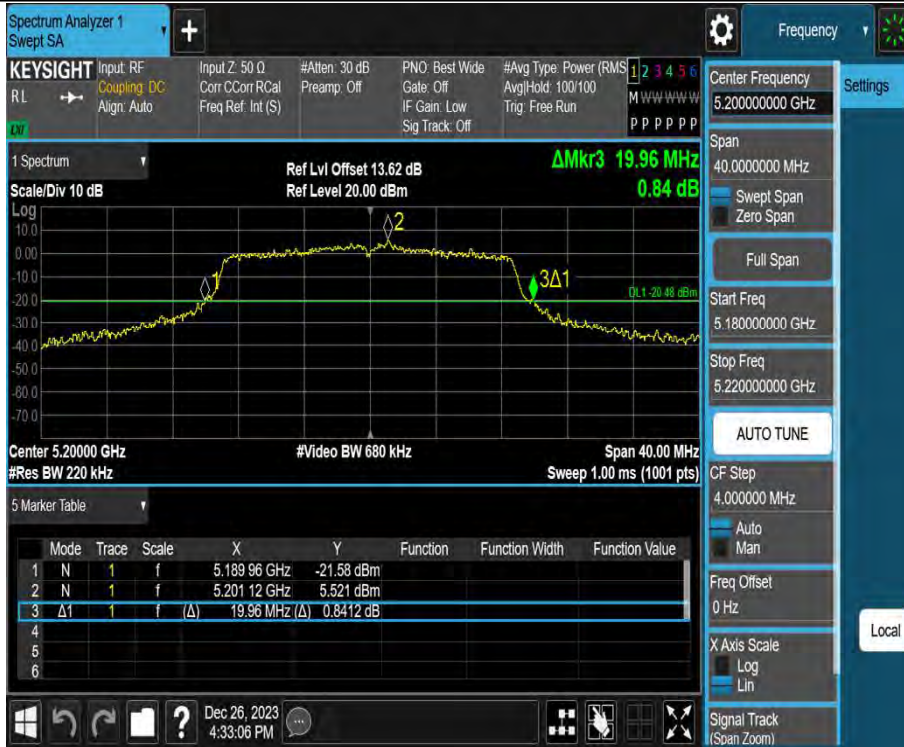 Spectrum Analyzer 1
Swept SA
Frequency
KEYSIGHT
RL
Input: RF
Coupling: DC
Align: Auto
Input Z: 50 Ω
Corr CCorr RCal
Freq Ref: Int (S)
#Atten: 30 dB
Preamp: Off
PNO: Best Wide
Gate: Off
IF Gain: Low
Sig Track: Off
#Avg Type: Power (RMS
Avg|Hold: 100/100
Trig: Free Run
1 2 3 4 5 6
M W W W W W
P P P P P P
1 Spectrum
Scale/Div 10 dB
Ref Lvl Offset 13.62 dB
Ref Level 20.00 dBm
ΔMkr3 19.96 MHz
0.84 dB
Log
10.0
0.00
-10.0
-20.0
-30.0
-40.0
-50.0
-60.0
-70.0
1
2
3Δ1
DL1 -20.48 dBm
Center 5.20000 GHz
#Video BW 680 kHz
Span 40.00 MHz
#Res BW 220 kHz
Sweep 1.00 ms (1001 pts)
5 Marker Table
Mode Trace Scale X Y Function Function Width Function Value
1 N 1 f 5.189 96 GHz -21.58 dBm
2 N 1 f 5.201 12 GHz 5.521 dBm
3 Δ1 1 f (Δ) 19.96 MHz (Δ) 0.8412 dB
4
5
6
Dec 26, 2023
4:33:06 PM
Center Frequency
5.200000000 GHz
Settings
Span
40.0000000 MHz
Swept Span
Zero Span
Full Span
Start Freq
5.180000000 GHz
Stop Freq
5.220000000 GHz
AUTO TUNE
CF Step
4.000000 MHz
Auto
Man
Freq Offset
0 Hz
Local
X Axis Scale
Log
Lin
Signal Track
(Span Zoom)